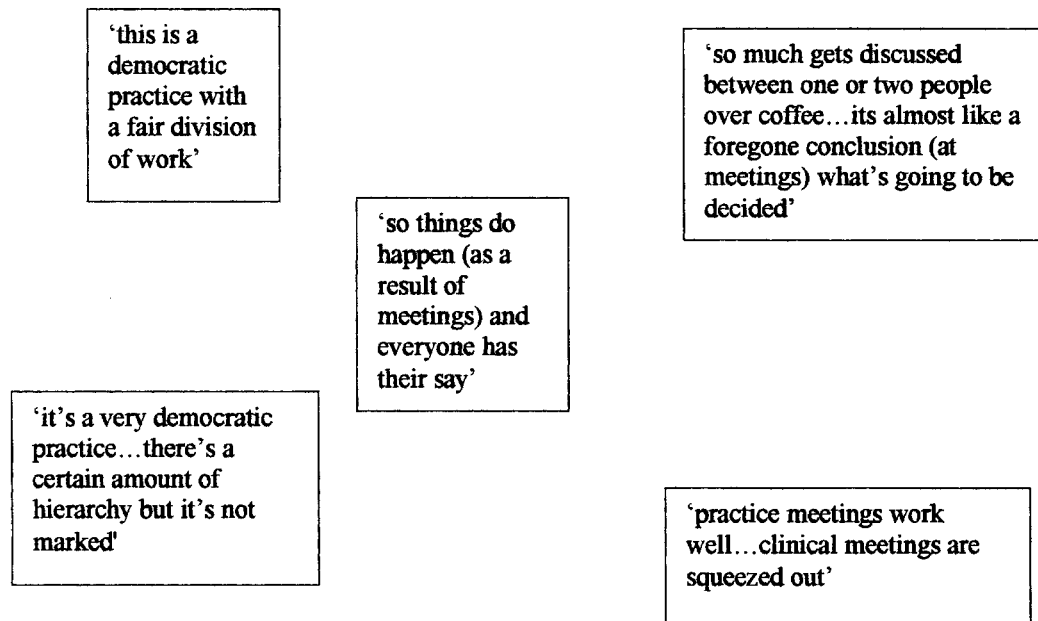 ‘this is a
democratic
practice with
a fair division
of work’
‘so much gets discussed
between one or two people
over coffee…its almost like a
foregone conclusion (at
meetings) what’s going to be
decided’
‘so things do
happen (as a
result of
meetings) and
everyone has
their say’
‘it’s a very democratic
practice…there’s a
certain amount of
hierarchy but it’s not
marked'
‘practice meetings work
well…clinical meetings are
squeezed out’